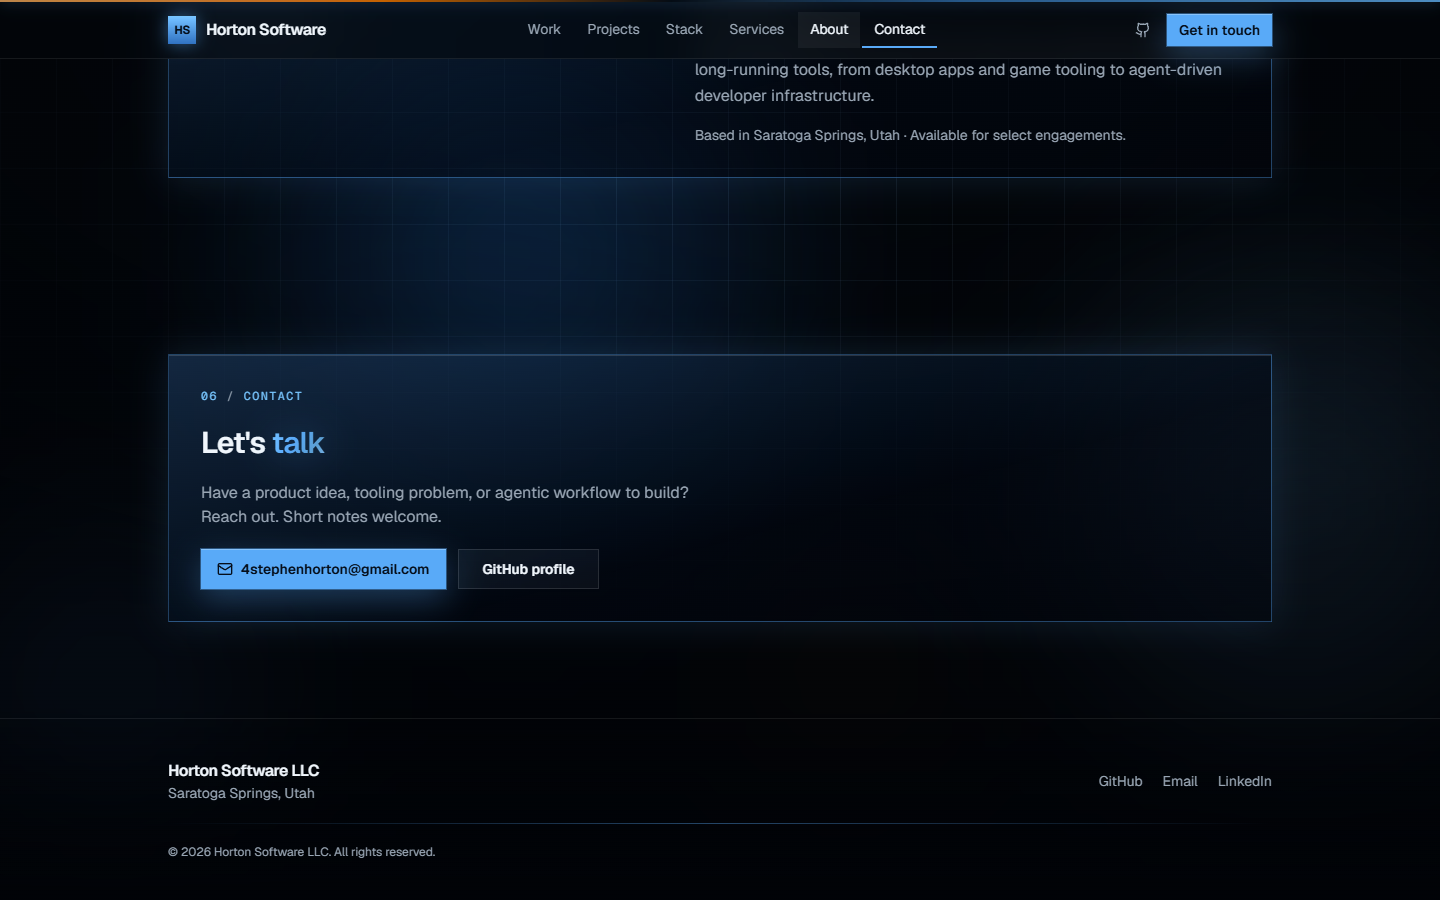 HS Horton Software Work Projects Stack Services About Contact Get in touch
long-running tools, from desktop apps and game tooling to agent-driven
developer infrastructure.
Based in Saratoga Springs, Utah · Available for select engagements.
06 / CONTACT
Let's talk
Have a product idea, tooling problem, or agentic workflow to build?
Reach out. Short notes welcome.
4stephenhorton@gmail.com GitHub profile
Horton Software LLC
Saratoga Springs, Utah
GitHub Email LinkedIn
© 2026 Horton Software LLC. All rights reserved.